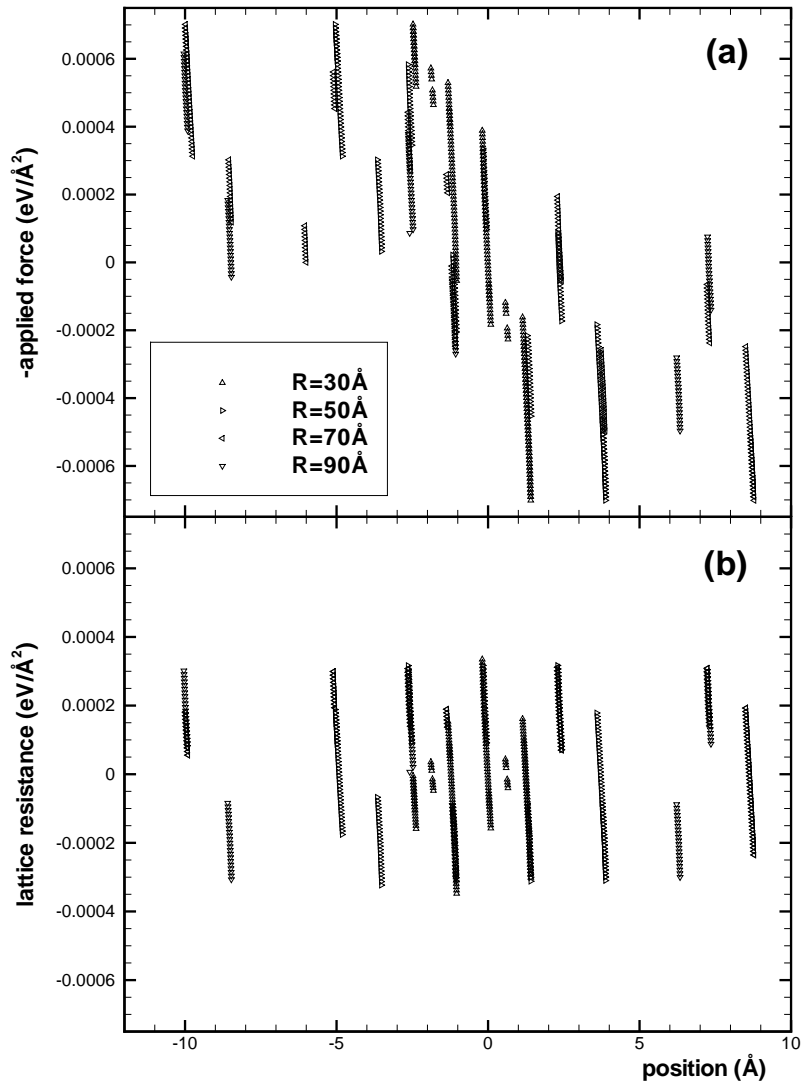 (a)
-applied force (eV/Å²)
0.0006
0.0004
0.0002
0
-0.0002
-0.0004
-0.0006
R=30Å
R=50Å
R=70Å
R=90Å
(b)
lattice resistance (eV/Å²)
0.0006
0.0004
0.0002
0
-0.0002
-0.0004
-0.0006
-10 -5 0 5 10
position (Å)